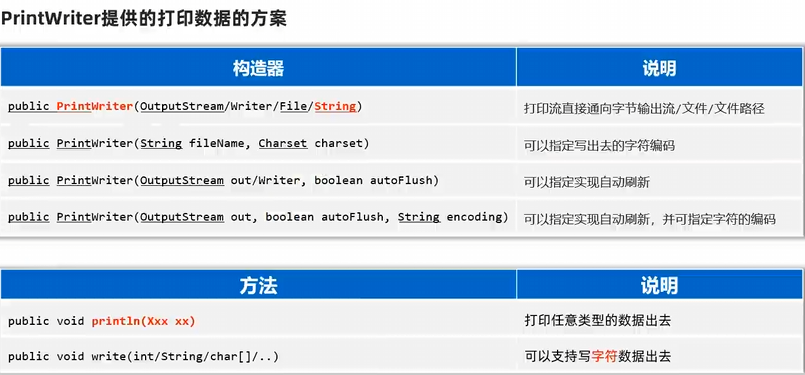 PrintWriter提供的打印数据的方案
构造器 说明
public PrintWriter(OutputStream/Writer/File/String) 打印流直接通向字节输出流/文件/文件路径
public PrintWriter(String fileName, Charset charset) 可以指定写出去的字符编码
public PrintWriter(OutputStream out/Writer, boolean autoFlush) 可以指定实现自动刷新
public PrintWriter(OutputStream out, boolean autoFlush, String encoding) 可以指定实现自动刷新，并可指定字符的编码
方法 说明
public void println(Xxx xx) 打印任意类型的数据出去
public void write(int/String/char[]/..) 可以支持写字符数据出去